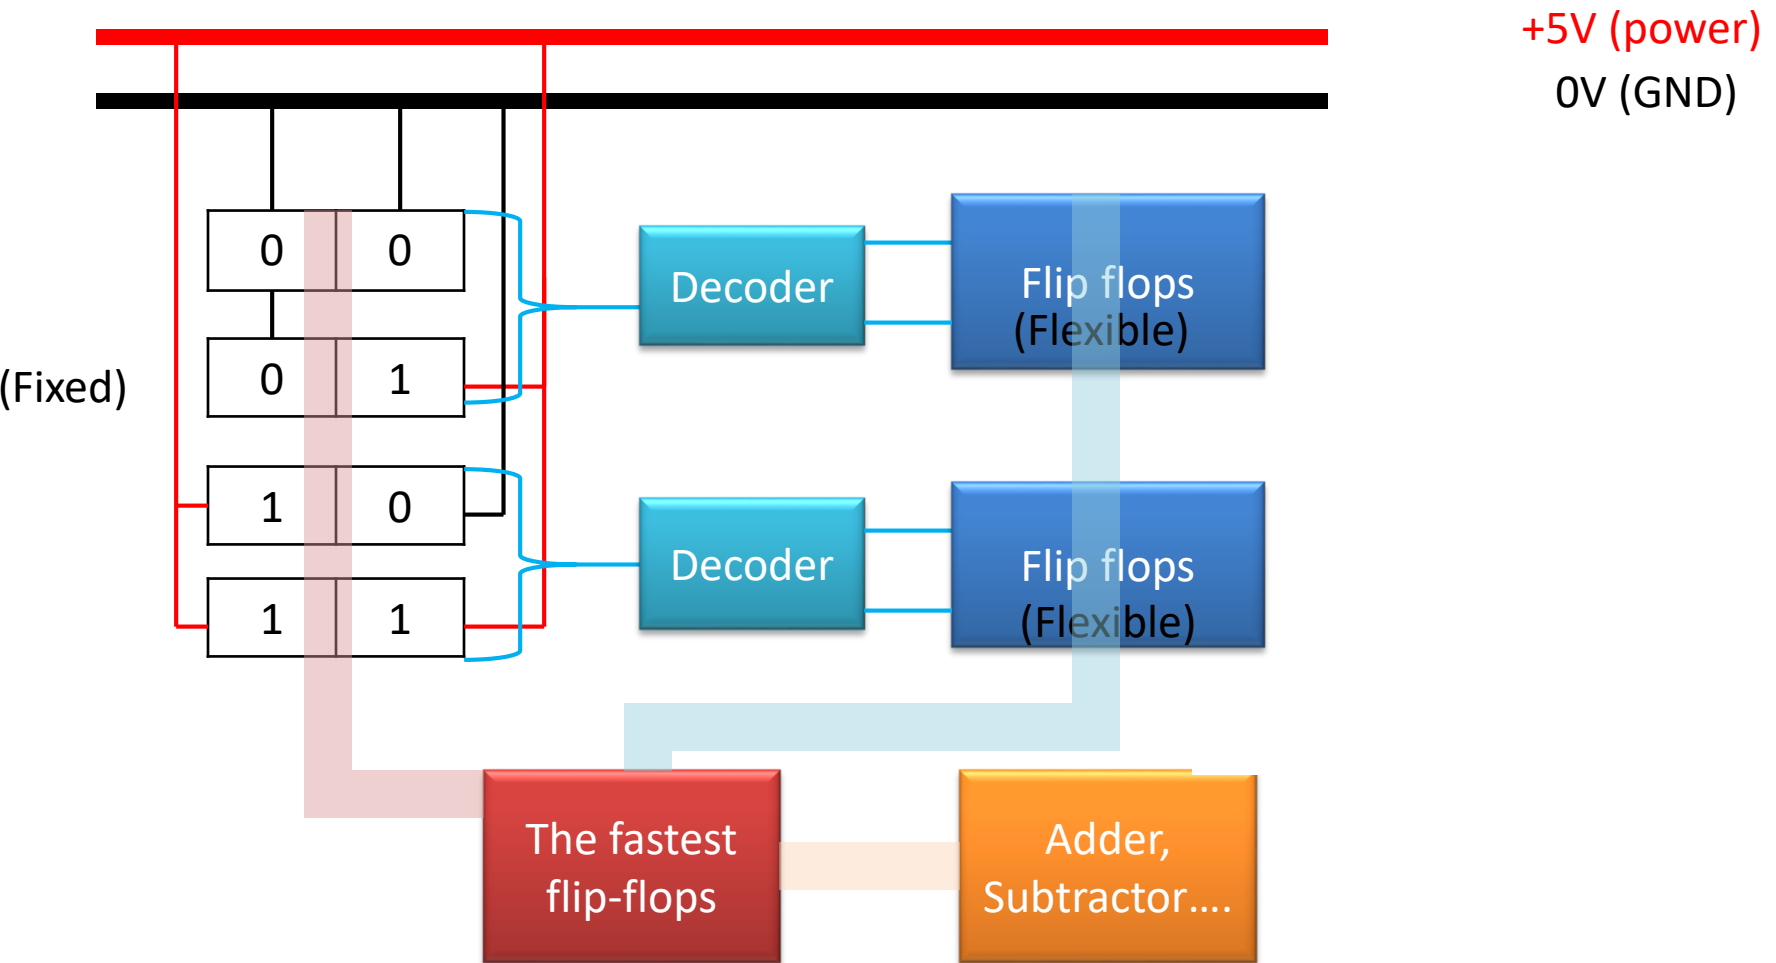 +5V (power)
0V (GND)
0 0
Decoder
Flip flops
(Flexible)
(Fixed)
0 1
1 0
Decoder
Flip flops
(Flexible)
1 1
The fastest
flip-flops
Adder,
Subtractor....